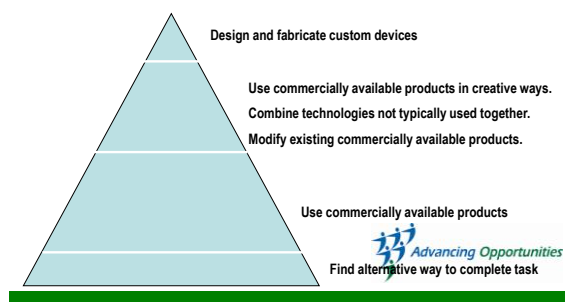 Design and fabricate custom devices
Use commercially available products in creative ways.
Combine technologies not typically used together.
Modify existing commercially available products.
Use commercially available products
Advancing Opportunities
Find alternative way to complete task